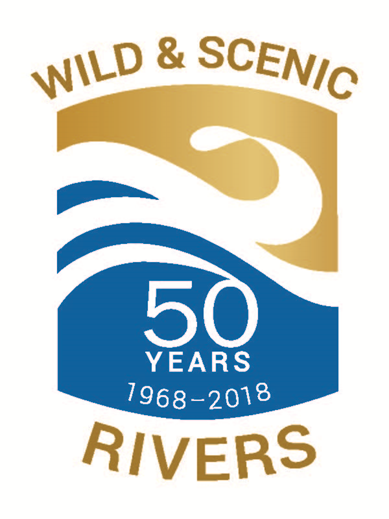 WILD & SCENIC
50
YEARS
1968–2018
RIVERS